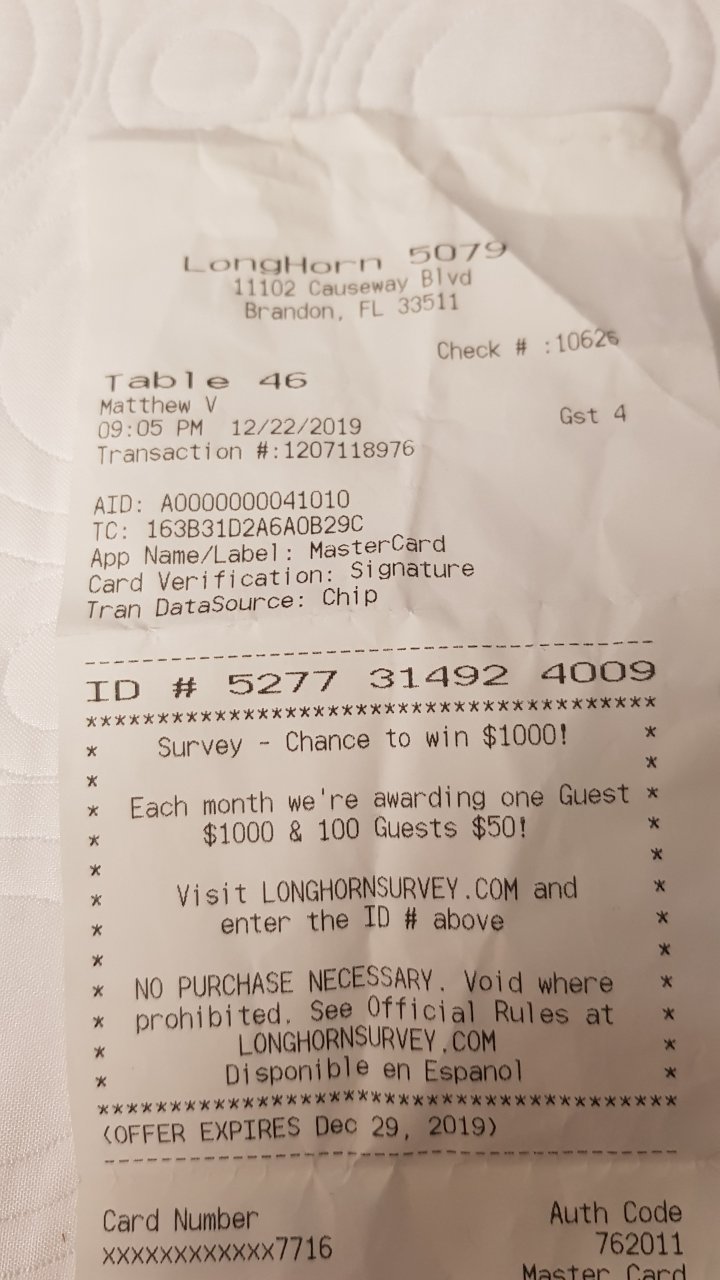 LongHorn 5079
11102 Causeway Blvd
Brandon, FL 33511
Check # :10626
Table 46
Matthew V
Gst 4
09:05 PM 12/22/2019
Transaction #:1207118976
AID: A0000000041010
TC: 163B31D2A6A0B29C
App Name/Label: MasterCard
Card Verification: Signature
Tran DataSource: Chip
----------------------------------------
ID # 5277 31492 4009
****************************************
* Survey - Chance to win $1000! *
* *
* Each month we're awarding one Guest *
* $1000 & 100 Guests $50! *
* *
* Visit LONGHORNSURVEY.COM and *
* enter the ID # above *
* *
* NO PURCHASE NECESSARY. Void where *
* prohibited. See Official Rules at *
* LONGHORNSURVEY.COM *
* Disponible en Espanol *
****************************************
(OFFER EXPIRES Dec 29, 2019)
----------------------------------------
Card Number Auth Code
xxxxxxxxxxxx7716 762011
Master Card